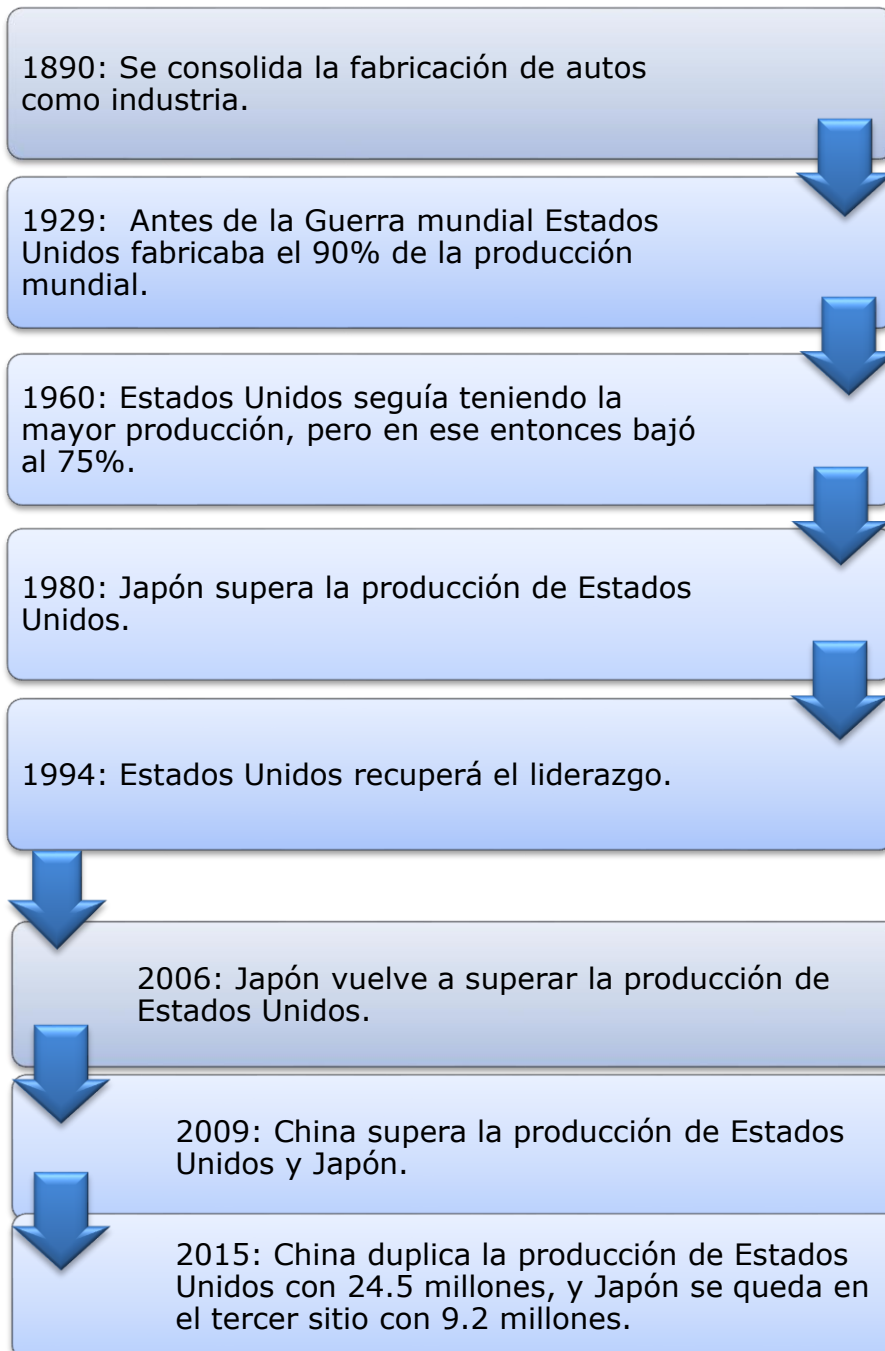 1890: Se consolida la fabricación de autos
como industria.
1929:  Antes de la Guerra mundial Estados
Unidos fabricaba el 90% de la producción
mundial.
1960: Estados Unidos seguía teniendo la
mayor producción, pero en ese entonces bajó
al 75%.
1980: Japón supera la producción de Estados
Unidos.
1994: Estados Unidos recuperá el liderazgo.
2006: Japón vuelve a superar la producción de
Estados Unidos.
2009: China supera la producción de Estados
Unidos y Japón.
2015: China duplica la producción de Estados
Unidos con 24.5 millones, y Japón se queda en
el tercer sitio con 9.2 millones.